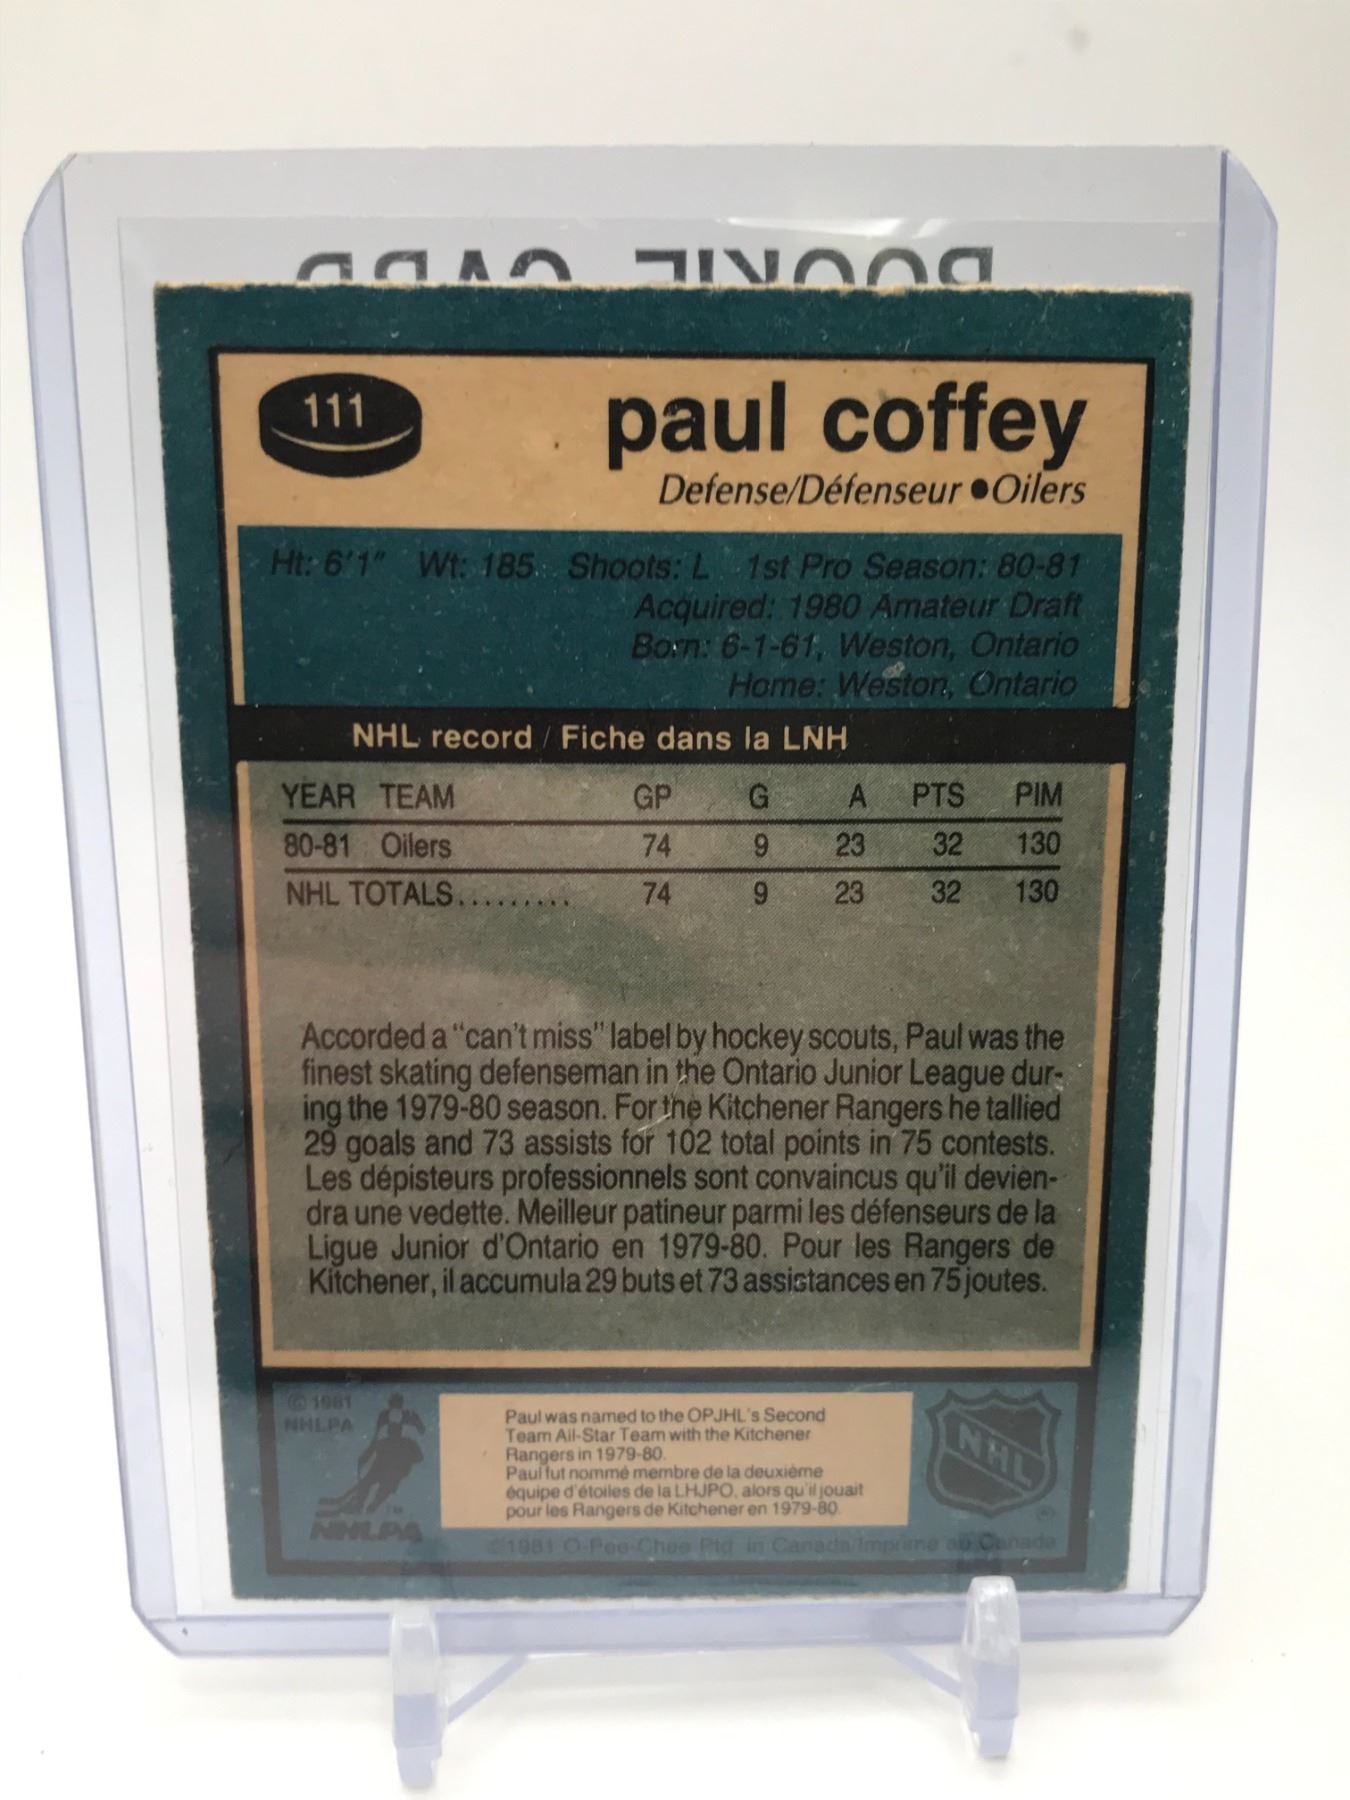 ROOKIE CARD
111
paul coffey
Defense/Défenseur ● Oilers
Ht: 6'1" Wt: 185 Shoots: L 1st Pro Season: 80-81
Acquired: 1980 Amateur Draft
Born: 6-1-61, Weston, Ontario
Home: Weston, Ontario
NHL record / Fiche dans la LNH
YEAR TEAM GP G A PTS PIM
80-81 Oilers 74 9 23 32 130
NHL TOTALS......... 74 9 23 32 130
Accorded a "can't miss" label by hockey scouts, Paul was the
finest skating defenseman in the Ontario Junior League dur-
ing the 1979-80 season. For the Kitchener Rangers he tallied
29 goals and 73 assists for 102 total points in 75 contests.
Les dépisteurs professionnels sont convaincus qu'il devien-
dra une vedette. Meilleur patineur parmi les défenseurs de la
Ligue Junior d'Ontario en 1979-80. Pour les Rangers de
Kitchener, il accumula 29 buts et 73 assistances en 75 joutes.
© 1981
NHLPA
TM
NHLPA
Paul was named to the OPJHL's Second
Team All-Star Team with the Kitchener
Rangers in 1979-80.
Paul fut nommé membre de la deuxième
équipe d'étoiles de la LHJPO, alors qu'il jouait
pour les Rangers de Kitchener en 1979-80.
NHL
©1981 O-Pee-Chee Ptd. in Canada/Imprimé au Canada